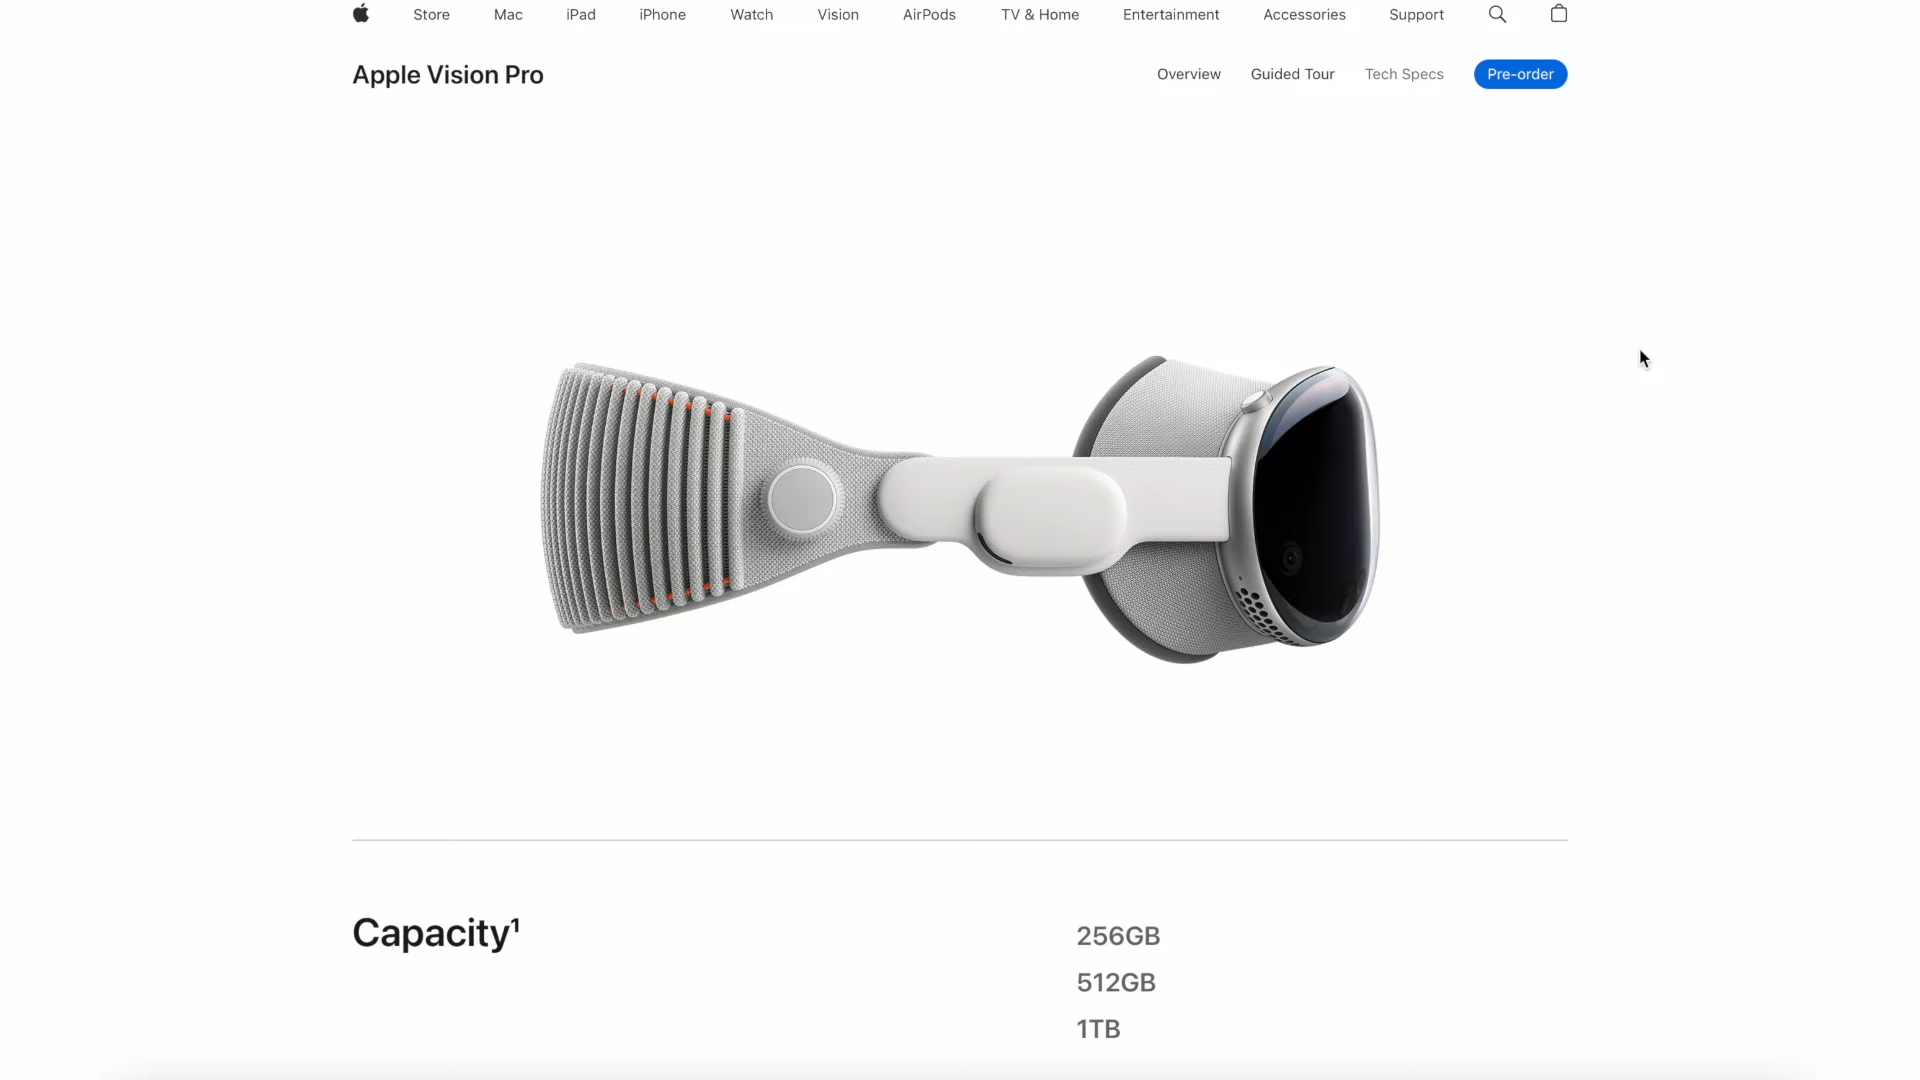 Store Mac iPad iPhone Watch Vision AirPods TV & Home Entertainment Accessories Support
Apple Vision Pro Overview Guided Tour Tech Specs Pre-order
Capacity¹ 256GB
512GB
1TB